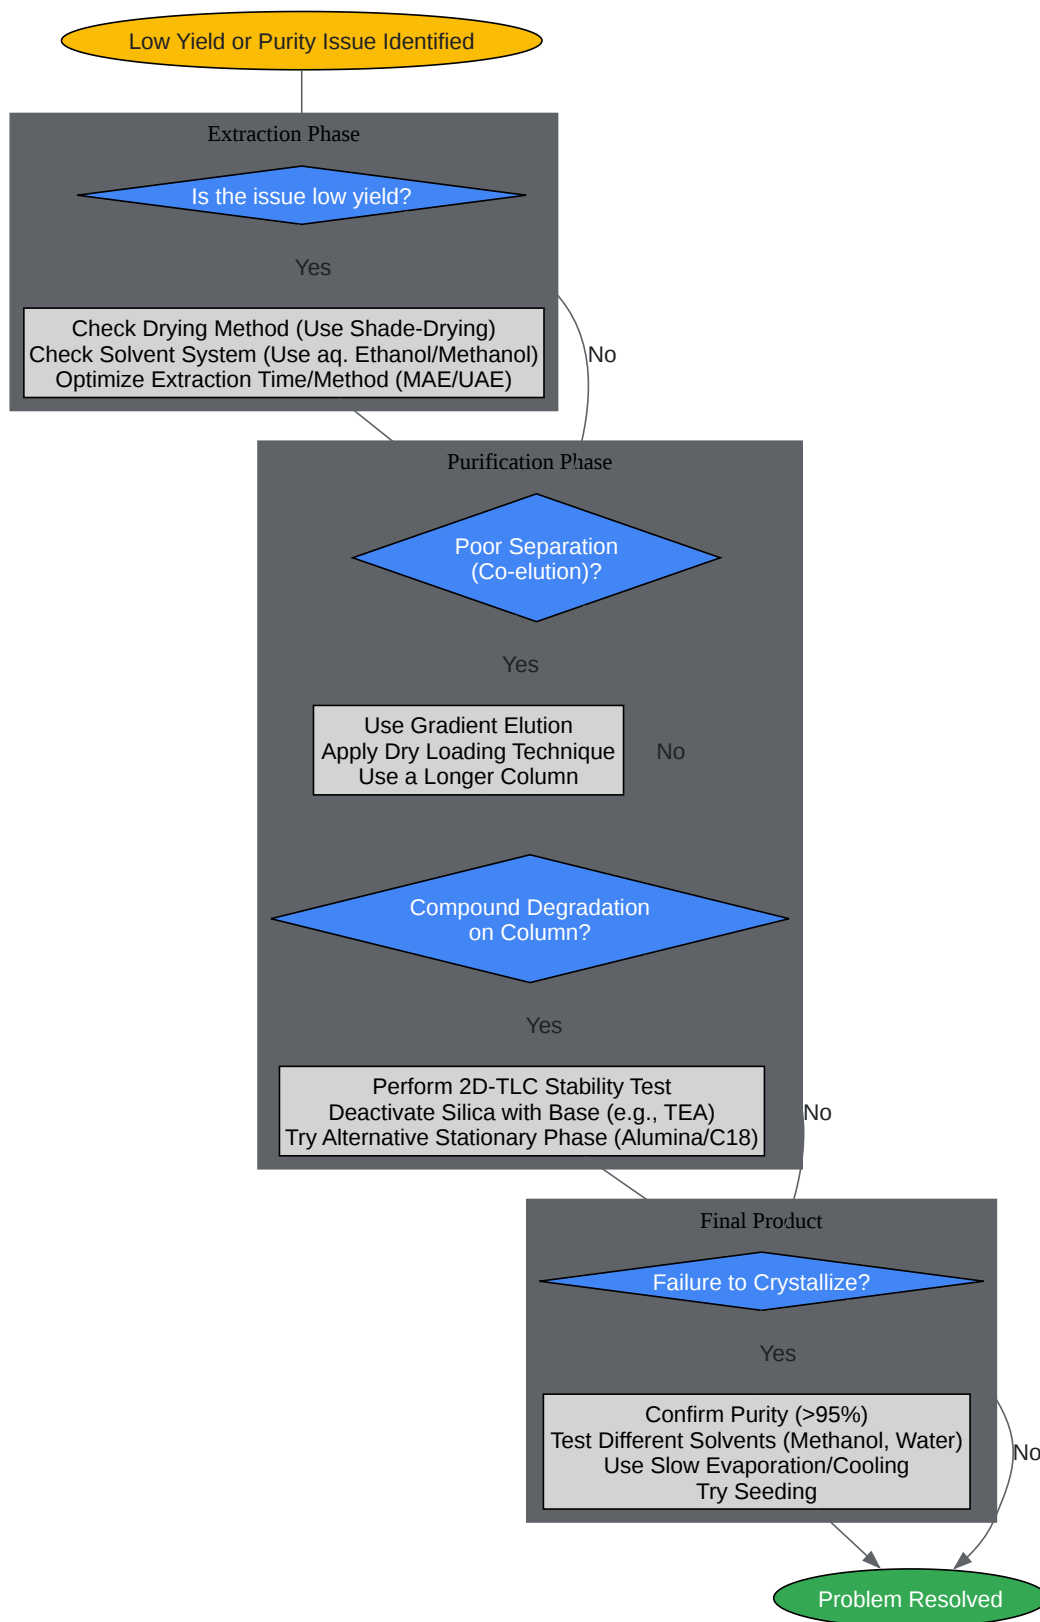 Low Yield or Purity Issue Identified
Extraction Phase
Is the issue low yield?
Yes
Check Drying Method (Use Shade-Drying)
Check Solvent System (Use aq. Ethanol/Methanol)
Optimize Extraction Time/Method (MAE/UAE)
No
Purification Phase
Poor Separation
(Co-elution)?
Yes
Use Gradient Elution
Apply Dry Loading Technique
Use a Longer Column
No
Compound Degradation
on Column?
Yes
Perform 2D-TLC Stability Test
Deactivate Silica with Base (e.g., TEA)
Try Alternative Stationary Phase (Alumina/C18)
No
Final Product
Failure to Crystallize?
Yes
Confirm Purity (>95%)
Test Different Solvents (Methanol, Water)
Use Slow Evaporation/Cooling
Try Seeding
No
Problem Resolved